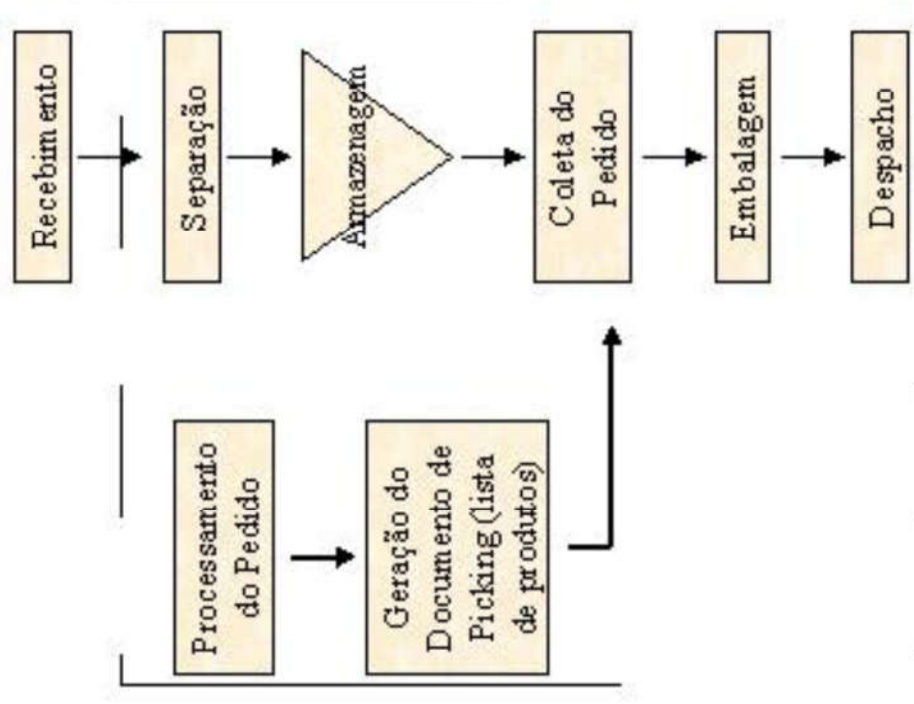 Recebimento
Separação
Armazenagem
Coleta do
Pedido
Embalagem
Despacho
Processamento
do Pedido
Geração do
Documento de
Picking (lista
de produtos)